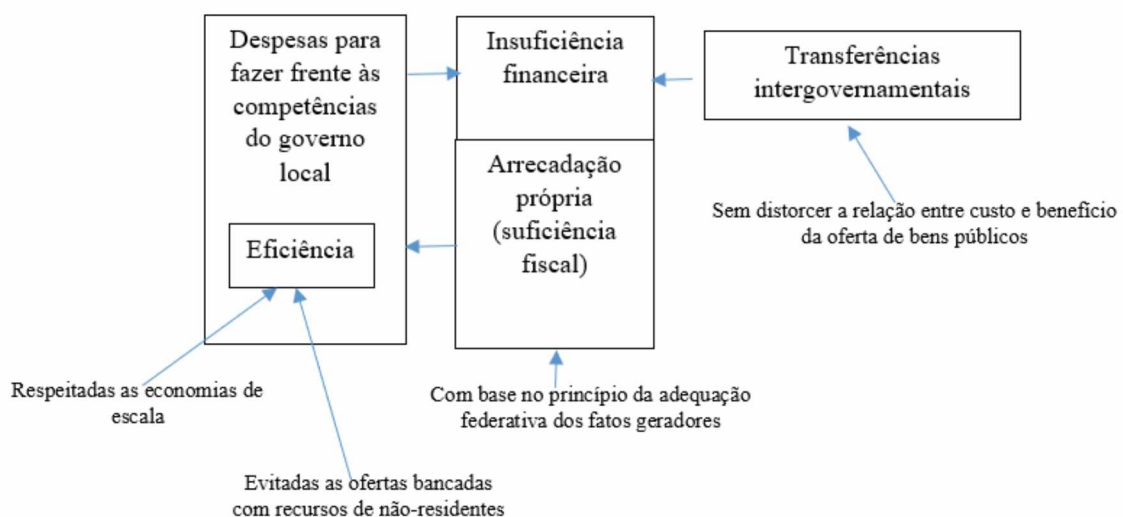 Despesas para
fazer frente às
competências
do governo
local
Eficiência
Insuficiência
financeira
Arrecadação
própria
(suficiência
fiscal)
Transferências
intergovernamentais
Sem distorcer a relação entre custo e benefício
da oferta de bens públicos
Respeitadas as economias de
escala
Com base no princípio da adequação
federativa dos fatos geradores
Evitadas as ofertas bancadas
com recursos de não-residentes